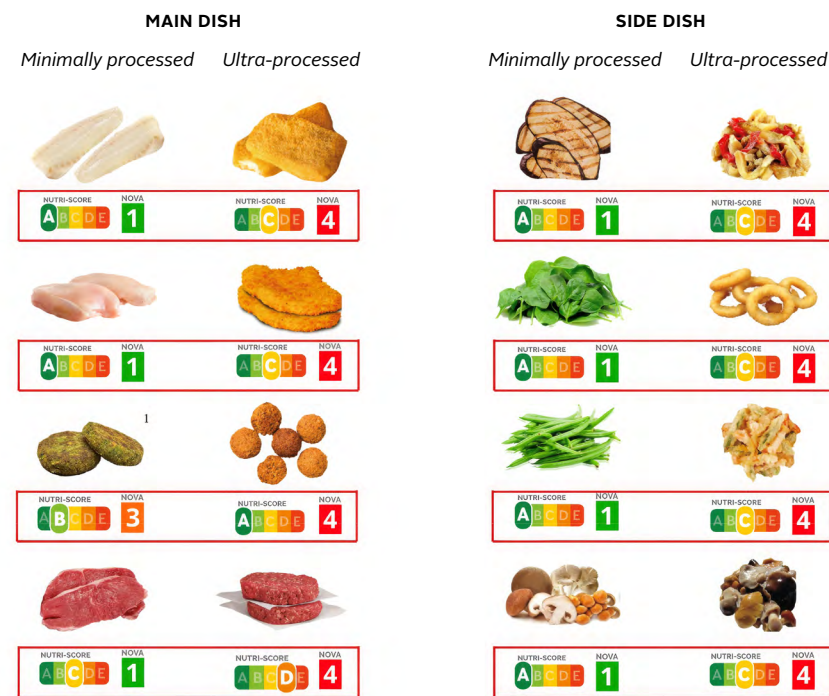 MAIN DISH SIDE DISH
Minimally processed Ultra-processed Minimally processed Ultra-processed
NUTRI-SCORE NOVA NUTRI-SCORE NOVA NUTRI-SCORE NOVA NUTRI-SCORE NOVA
A B C D E 1 A B C D E 4 A B C D E 1 A B C D E 4
NUTRI-SCORE NOVA NUTRI-SCORE NOVA NUTRI-SCORE NOVA NUTRI-SCORE NOVA
A B C D E 1 A B C D E 4 A B C D E 1 A B C D E 4
1
NUTRI-SCORE NOVA NUTRI-SCORE NOVA NUTRI-SCORE NOVA NUTRI-SCORE NOVA
A B C D E 3 A B C D E 4 A B C D E 1 A B C D E 4
NUTRI-SCORE NOVA NUTRI-SCORE NOVA NUTRI-SCORE NOVA NUTRI-SCORE NOVA
A B C D E 1 A B C D E 4 A B C D E 1 A B C D E 4